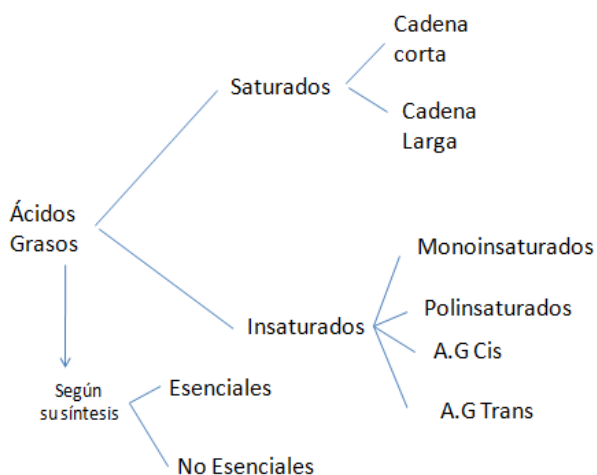 Cadena
corta
Saturados
Cadena
Larga
Ácidos
Grasos
Monoinsaturados
Polinsaturados
Insaturados
A.G Cis
A.G Trans
Según
su síntesis
Esenciales
No Esenciales